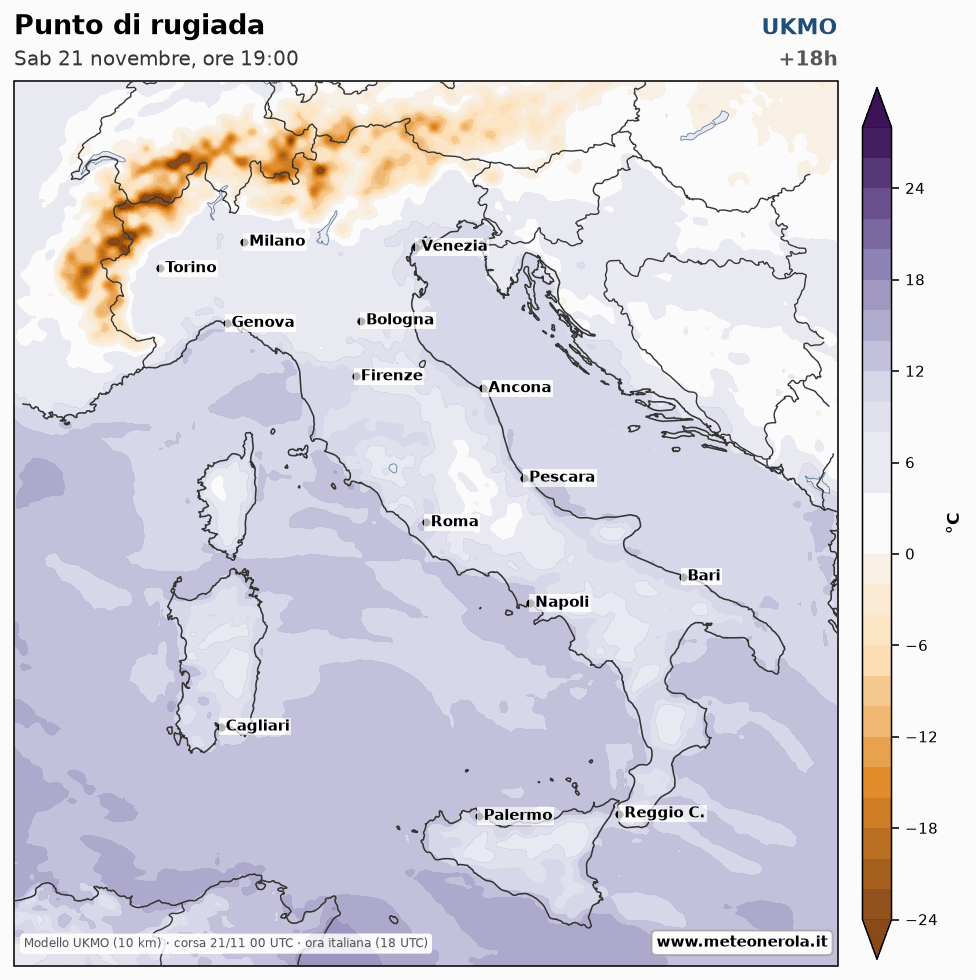 Punto di rugiada
UKMO
Sab 21 novembre, ore 19:00
+18h
Milano
Venezia
Torino
Genova
Bologna
Firenze
Ancona
Pescara
Roma
Bari
Napoli
Cagliari
Palermo
Reggio C.
24
18
12
6
0
−6
−12
−18
−24
°C
Modello UKMO (10 km) · corsa 21/11 00 UTC · ora italiana (18 UTC)
www.meteonerola.it